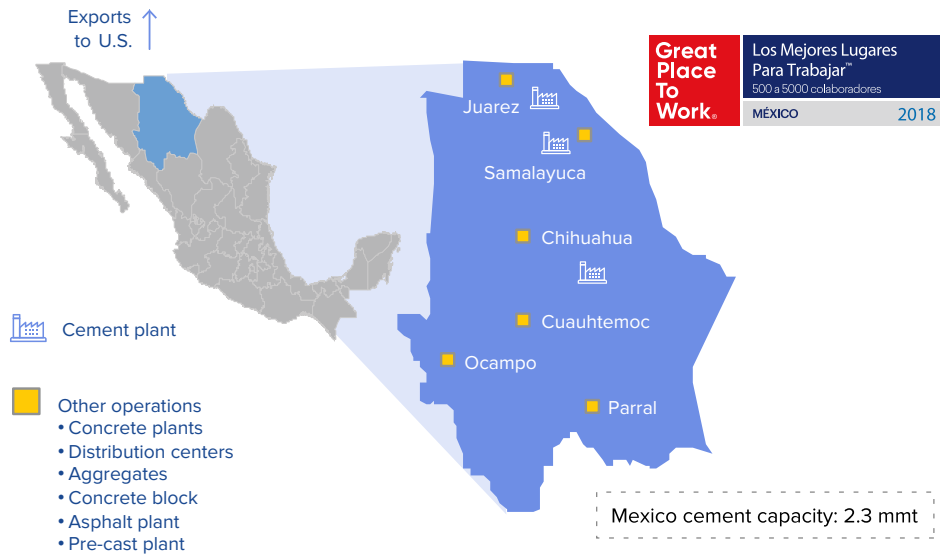 Exports
to U.S.
Great
Place
To
Work®
Los Mejores Lugares
Para Trabajar™
500 a 5000 colaboradores
MÉXICO 2018
Juarez
Samalayuca
Chihuahua
Cuauhtemoc
Ocampo
Parral
Cement plant
Other operations
• Concrete plants
• Distribution centers
• Aggregates
• Concrete block
• Asphalt plant
• Pre-cast plant
Mexico cement capacity: 2.3 mmt